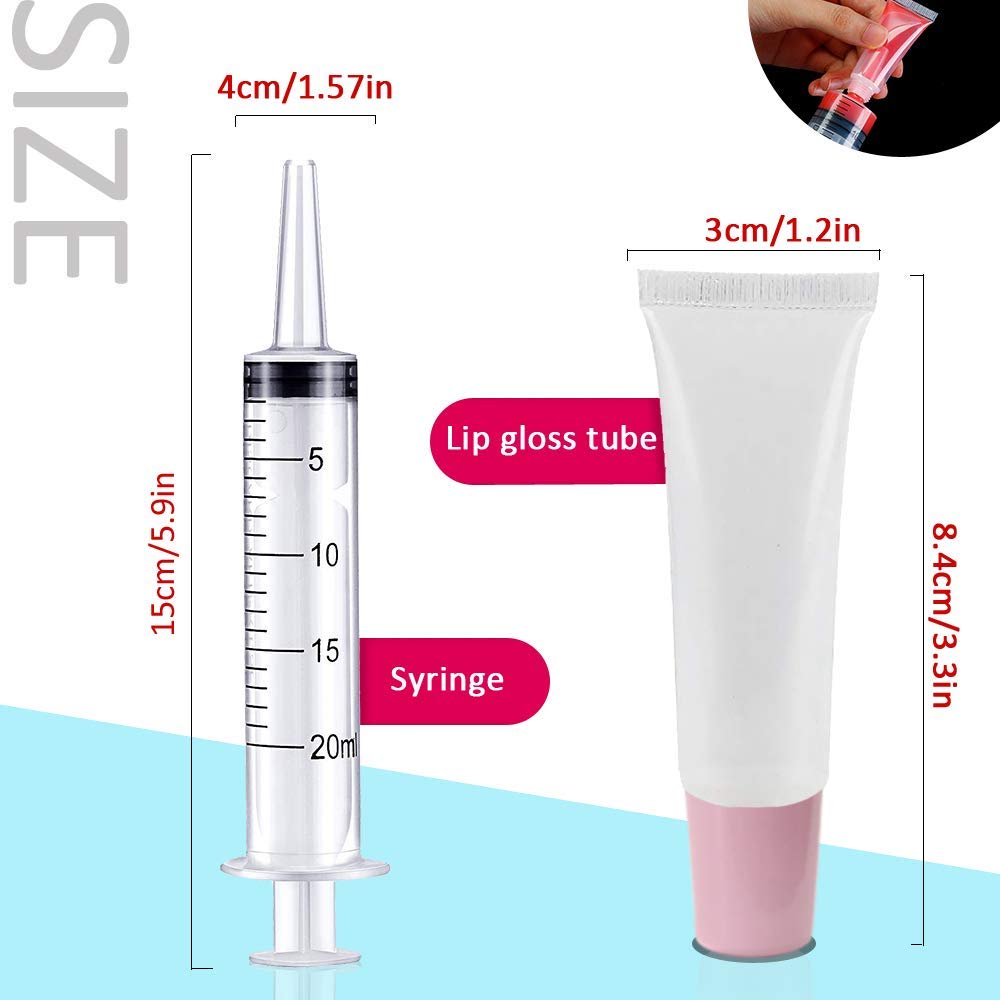 SIZE
4cm/1.57in
3cm/1.2in
Lip gloss tube
5
10
15
20ml
15cm/5.9in
Syringe
8.4cm/3.3in